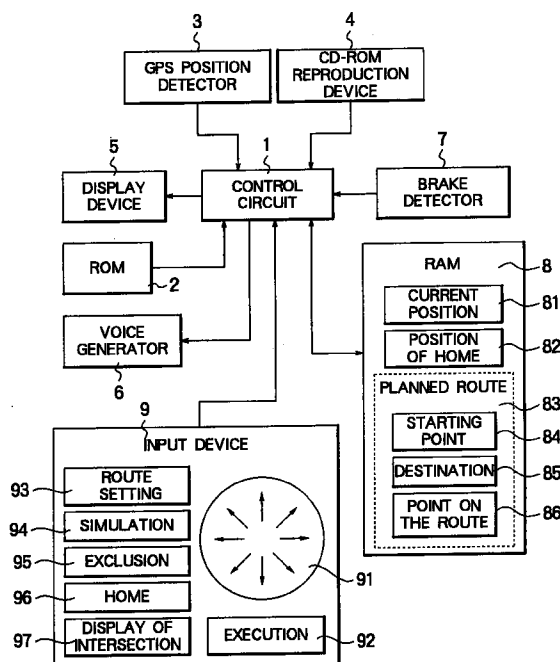 3
4
GPS POSITION
DETECTOR
CD-ROM
REPRODUCTION
DEVICE
5
1
7
DISPLAY
DEVICE
CONTROL
CIRCUIT
BRAKE
DETECTOR
ROM
2
RAM
8
CURRENT
POSITION
81
VOICE
GENERATOR
6
POSITION
OF HOME
82
PLANNED ROUTE
83
STARTING
POINT
84
DESTINATION
85
POINT ON
THE ROUTE
86
9
INPUT DEVICE
93
ROUTE
SETTING
94
SIMULATION
95
EXCLUSION
91
96
HOME
97
DISPLAY OF
INTERSECTION
EXECUTION
92